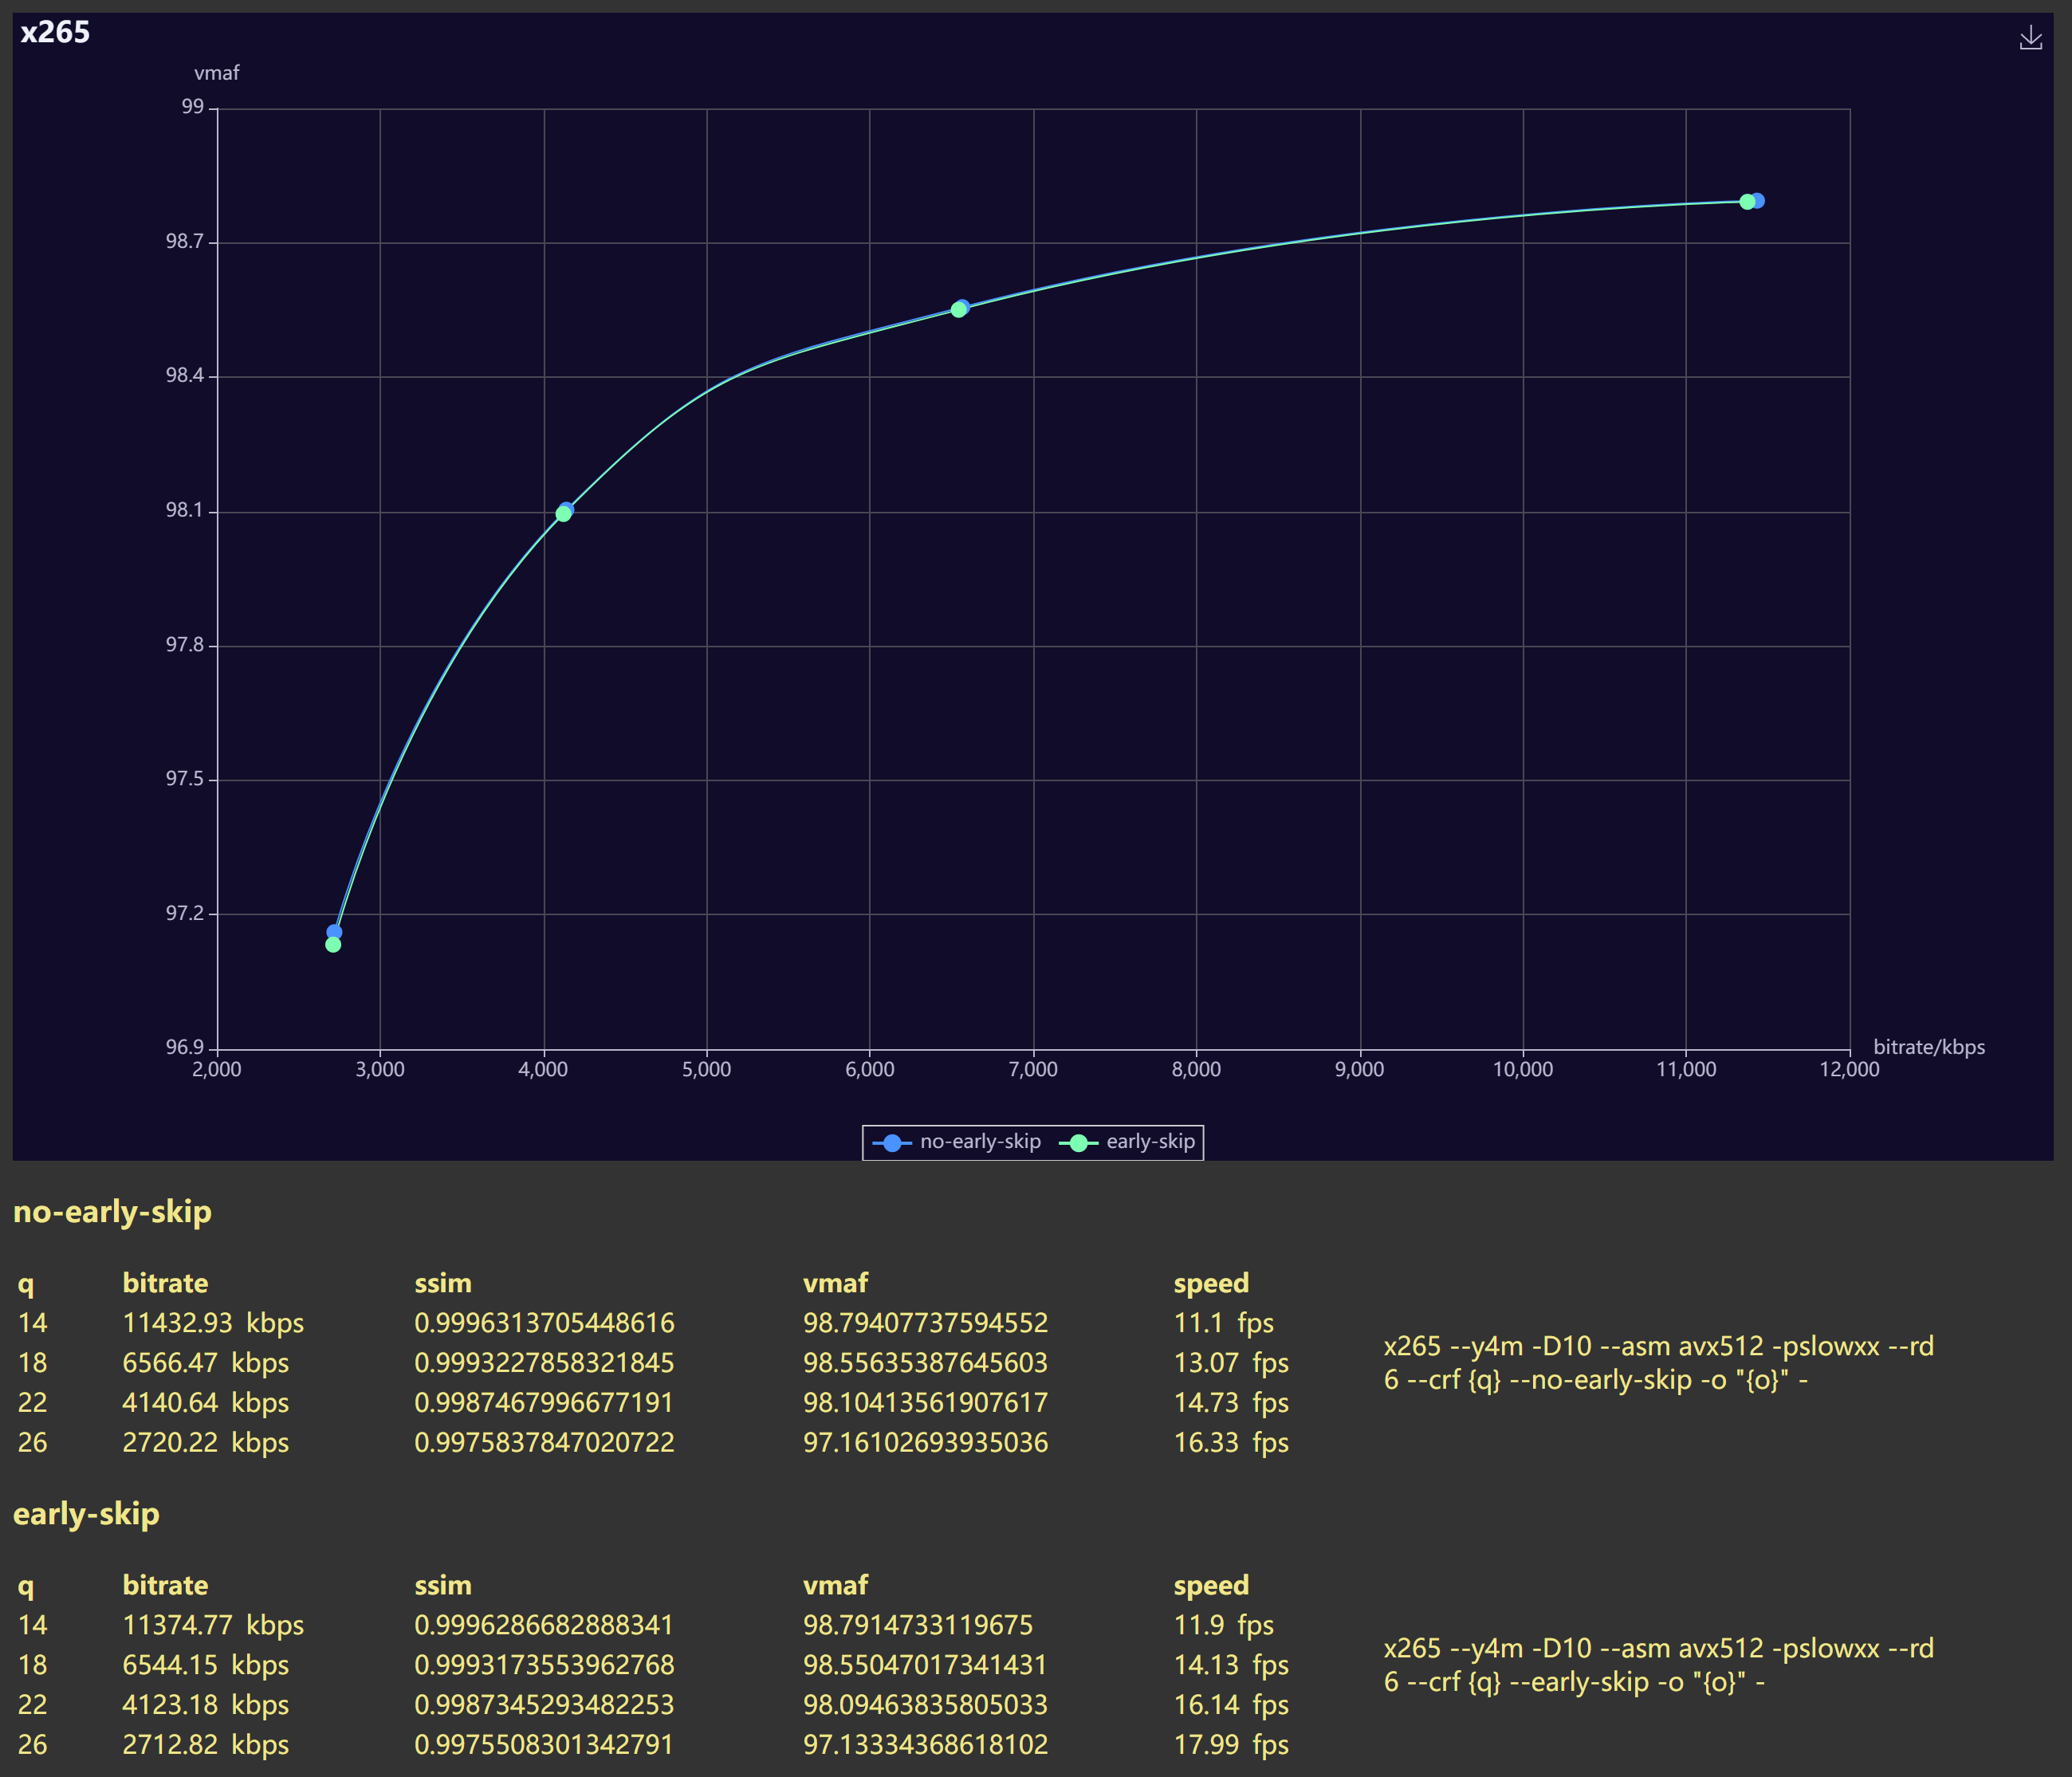 x265
vmaf
99
98.7
98.4
98.1
97.8
97.5
97.2
96.9
2,000 3,000 4,000 5,000 6,000 7,000 8,000 9,000 10,000 11,000 12,000
bitrate/kbps
no-early-skip early-skip
no-early-skip
q bitrate ssim vmaf speed
14 11432.93 kbps 0.9996313705448616 98.79407737594552 11.1 fps
18 6566.47 kbps 0.9993227858321845 98.55635387645603 13.07 fps
22 4140.64 kbps 0.9987467996677191 98.10413561907617 14.73 fps
26 2720.22 kbps 0.9975837847020722 97.16102693935036 16.33 fps
x265 --y4m -D10 --asm avx512 -pslowxx --rd
6 --crf {q} --no-early-skip -o "{o}" -
early-skip
q bitrate ssim vmaf speed
14 11374.77 kbps 0.9996286682888341 98.7914733119675 11.9 fps
18 6544.15 kbps 0.9993173553962768 98.55047017341431 14.13 fps
22 4123.18 kbps 0.9987345293482253 98.09463835805033 16.14 fps
26 2712.82 kbps 0.9975508301342791 97.13334368618102 17.99 fps
x265 --y4m -D10 --asm avx512 -pslowxx --rd
6 --crf {q} --early-skip -o "{o}" -